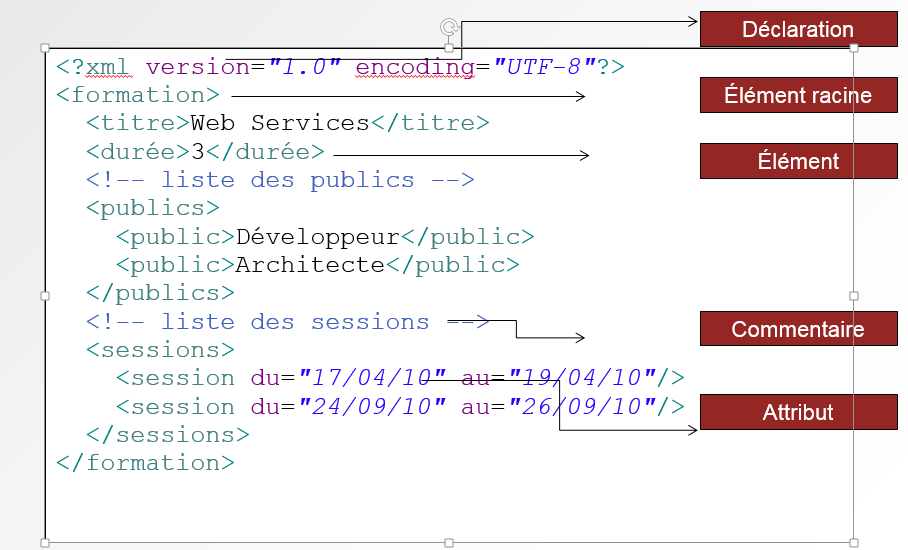 Déclaration
<?xml version="1.0" encoding="UTF-8"?>
<formation>
Élément racine
<titre>Web Services</titre>
<durée>3</durée>
Élément
<!-- liste des publics -->
<publics>
<public>Développeur</public>
<public>Architecte</public>
</publics>
<!-- liste des sessions -->
Commentaire
<sessions>
<session du="17/04/10" au="19/04/10"/>
<session du="24/09/10" au="26/09/10"/>
Attribut
</sessions>
</formation>